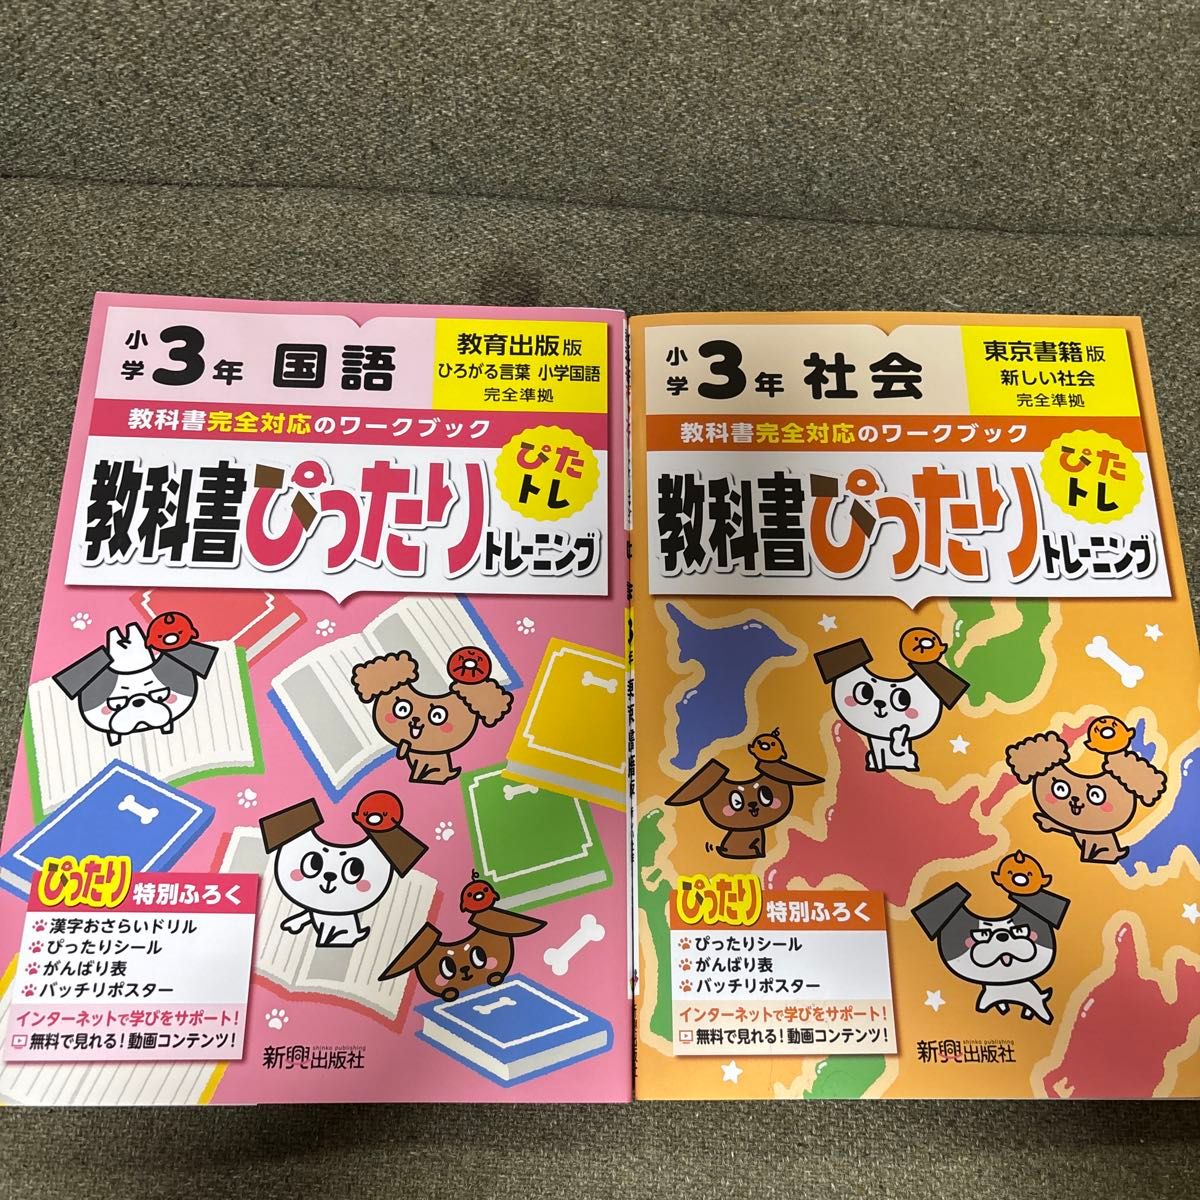 小学3年 国語
教育出版版
ひろがる言葉 小学国語
完全準拠
教科書完全対応のワークブック
ぴた
トレ
教科書ぴったりトレーニング
ぴったり 特別ふろく
漢字おさらいドリル
ぴったりシール
がんばり表
バッチリポスター
インターネットで学びをサポート!
無料で見れる!動画コンテンツ!
shinko publishing
新興出版社
小学3年 社会
東京書籍版
新しい社会
完全準拠
教科書完全対応のワークブック
ぴた
トレ
教科書ぴったりトレーニング
ぴったり 特別ふろく
ぴったりシール
がんばり表
バッチリポスター
インターネットで学びをサポート!
無料で見れる!動画コンテンツ!
shinko publishing
新興出版社